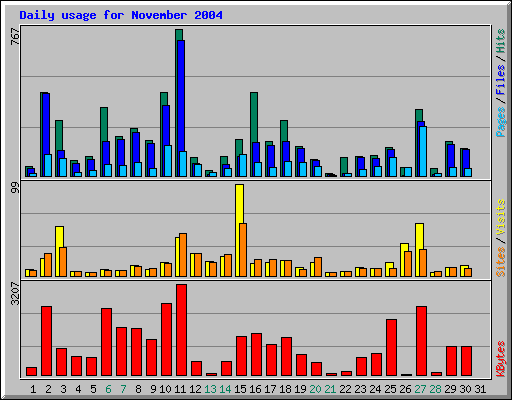 Daily usage for November 2004
767
Pages / Files / Hits
99
Sites / Visits
3207
KBytes
1 2 3 4 5 6 7 8 9 10 11 12 13 14 15 16 17 18 19 20 21 22 23 24 25 26 27 28 29 30 31